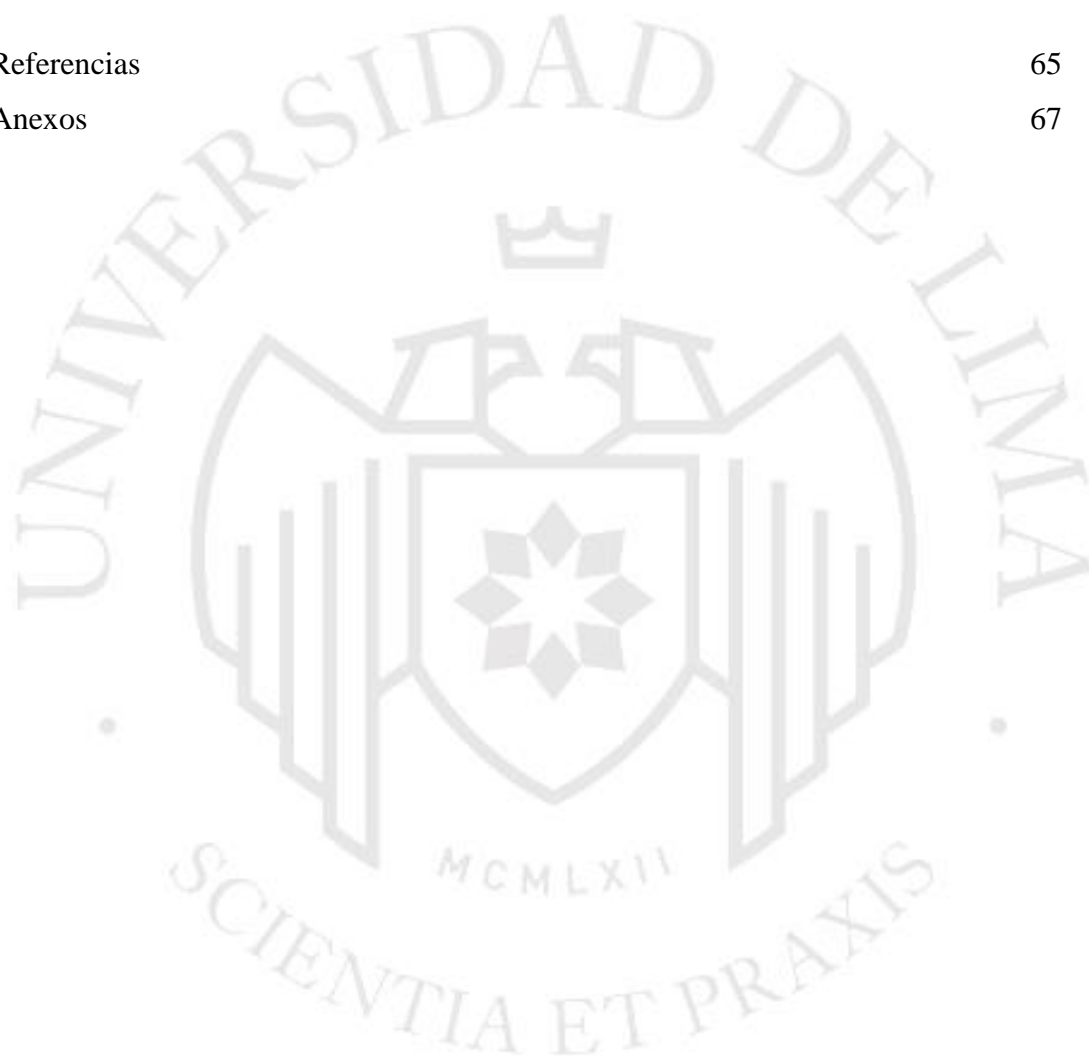 Referencias 65
Anexos 67
UNIVERSIDAD DE LIMA
MCMLXII
SCIENTIA ET PRAXIS